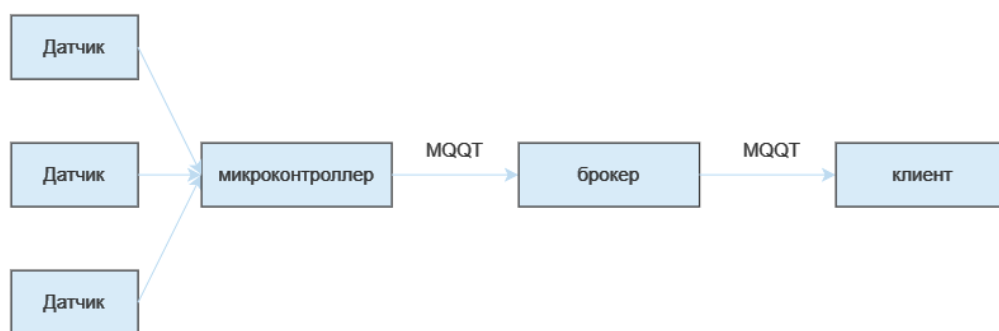 Датчик
MQQT
MQQT
Датчик
микроконтроллер
брокер
клиент
Датчик